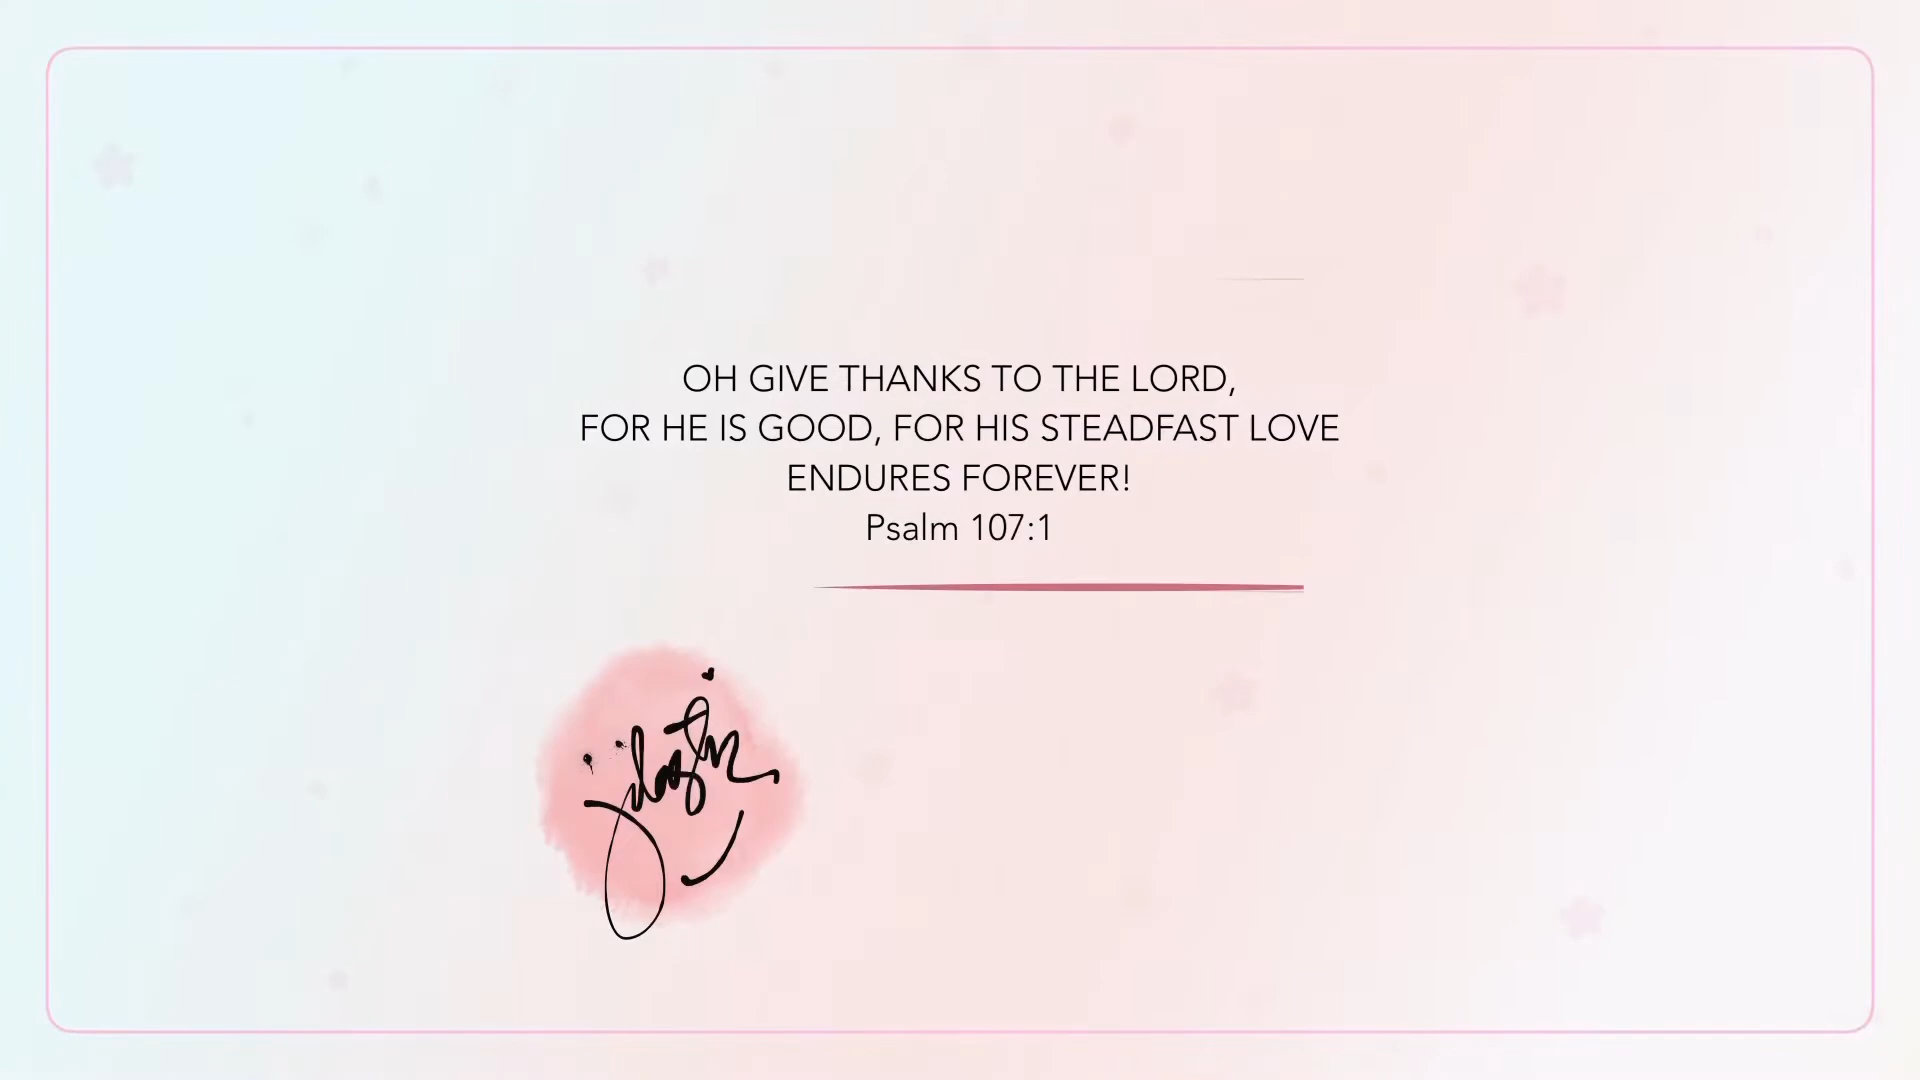 OH GIVE THANKS TO THE LORD,
FOR HE IS GOOD, FOR HIS STEADFAST LOVE
ENDURES FOREVER!
Psalm 107:1